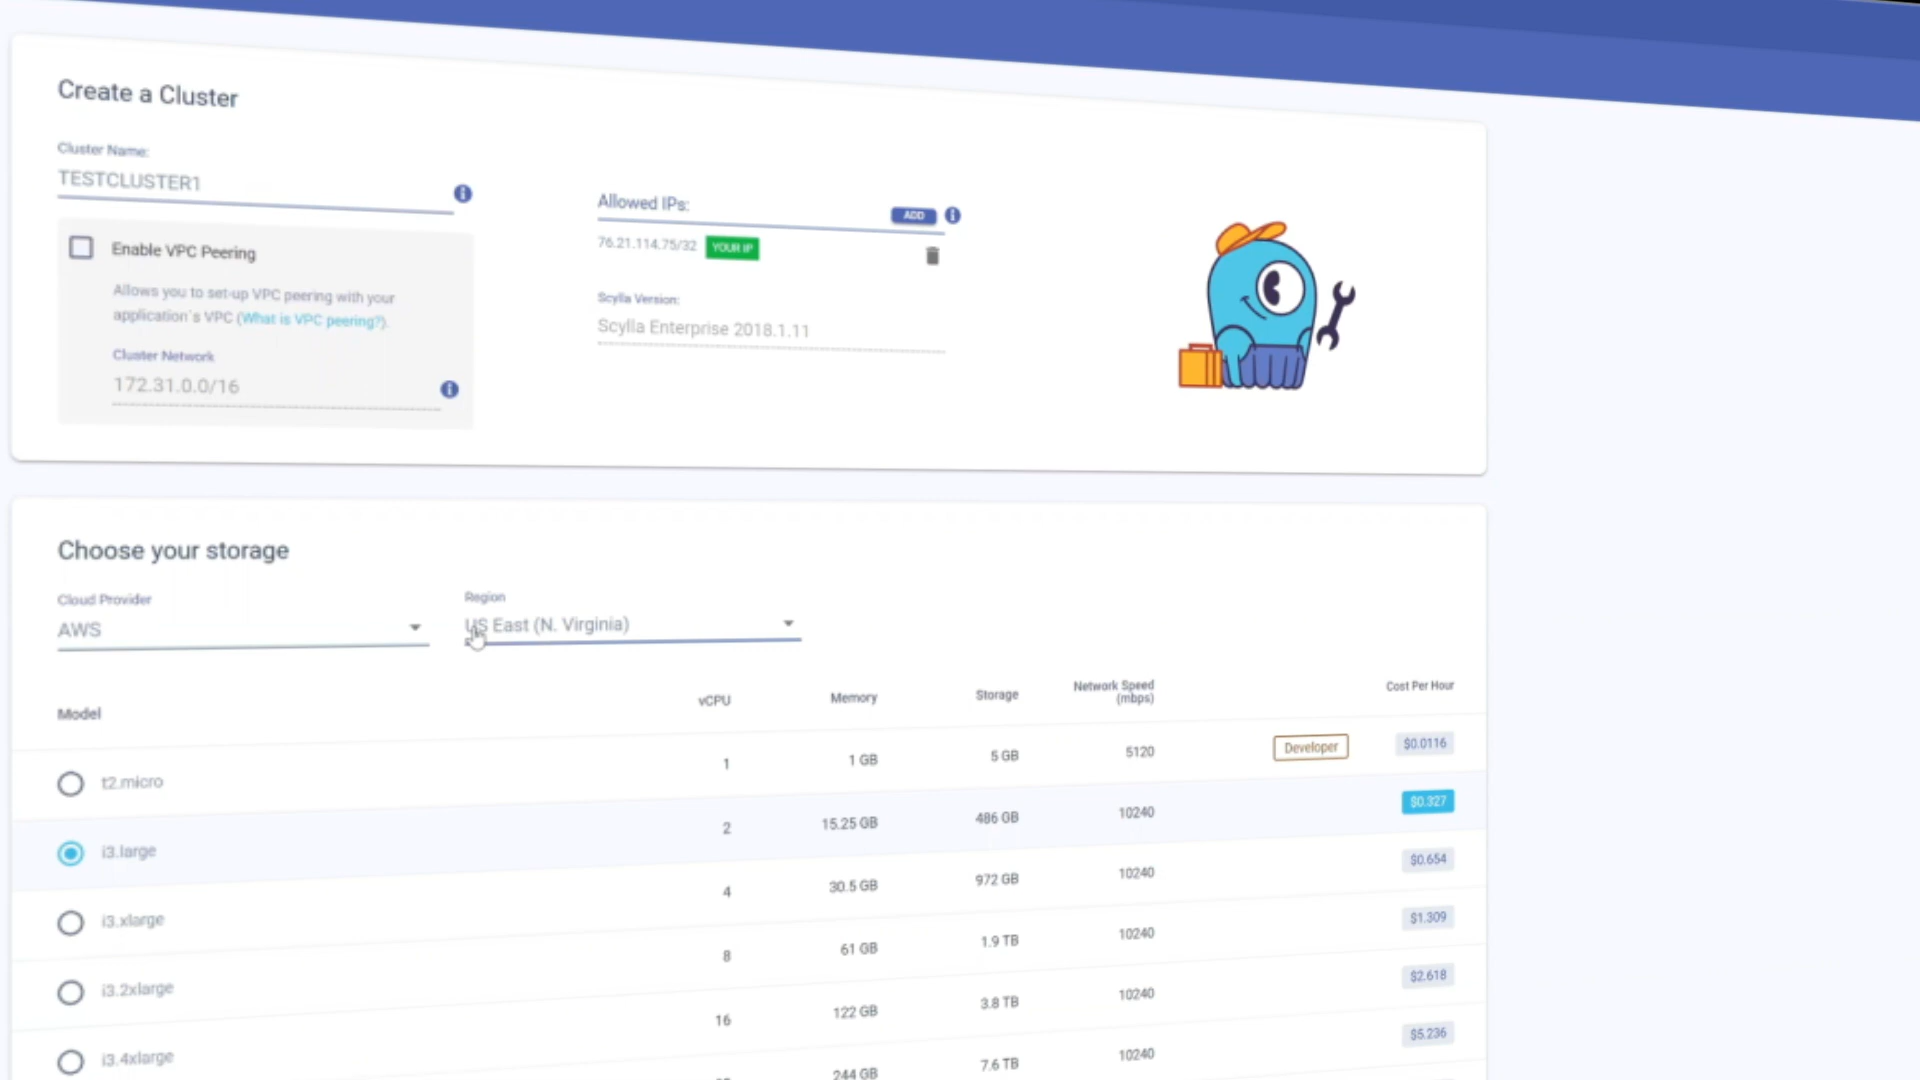 Create a Cluster
Cluster Name:
TESTCLUSTER1
Enable VPC Peering
Allows you to set-up VPC peering with your
application`s VPC (What is VPC peering?).
Cluster Network
172.31.0.0/16
Allowed IPs:
ADD
76.21.114.75/32 YOUR IP
Scylla Version:
Scylla Enterprise 2018.1.11
Choose your storage
Cloud Provider
AWS
Region
US East (N. Virginia)
Model vCPU Memory Storage Network Speed (mbps) Cost Per Hour
t2.micro 1 1 GB 5 GB 5120 Developer $0.0116
i3.large 2 15.25 GB 486 GB 10240 $0.327
i3.xlarge 4 30.5 GB 972 GB 10240 $0.654
i3.2xlarge 8 61 GB 1.9 TB 10240 $1.309
i3.4xlarge 16 122 GB 3.8 TB 10240 $2.618
244 GB 7.6 TB 10240 $5.236